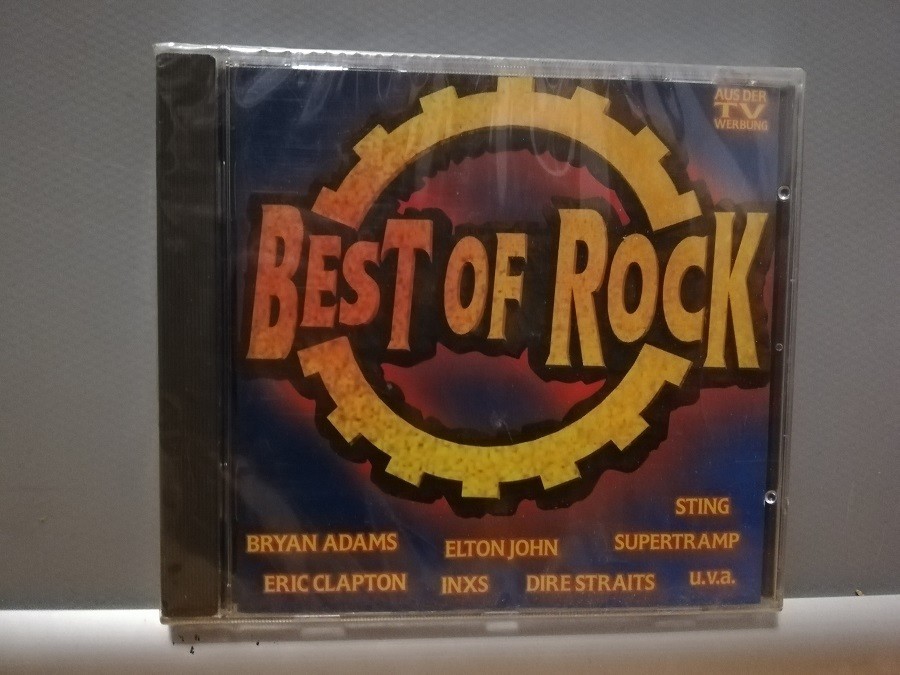 AUS DER
TV
WERBUNG
BEST OF ROCK
STING
BRYAN ADAMS ELTON JOHN SUPERTRAMP
ERIC CLAPTON INXS DIRE STRAITS u.v.a.